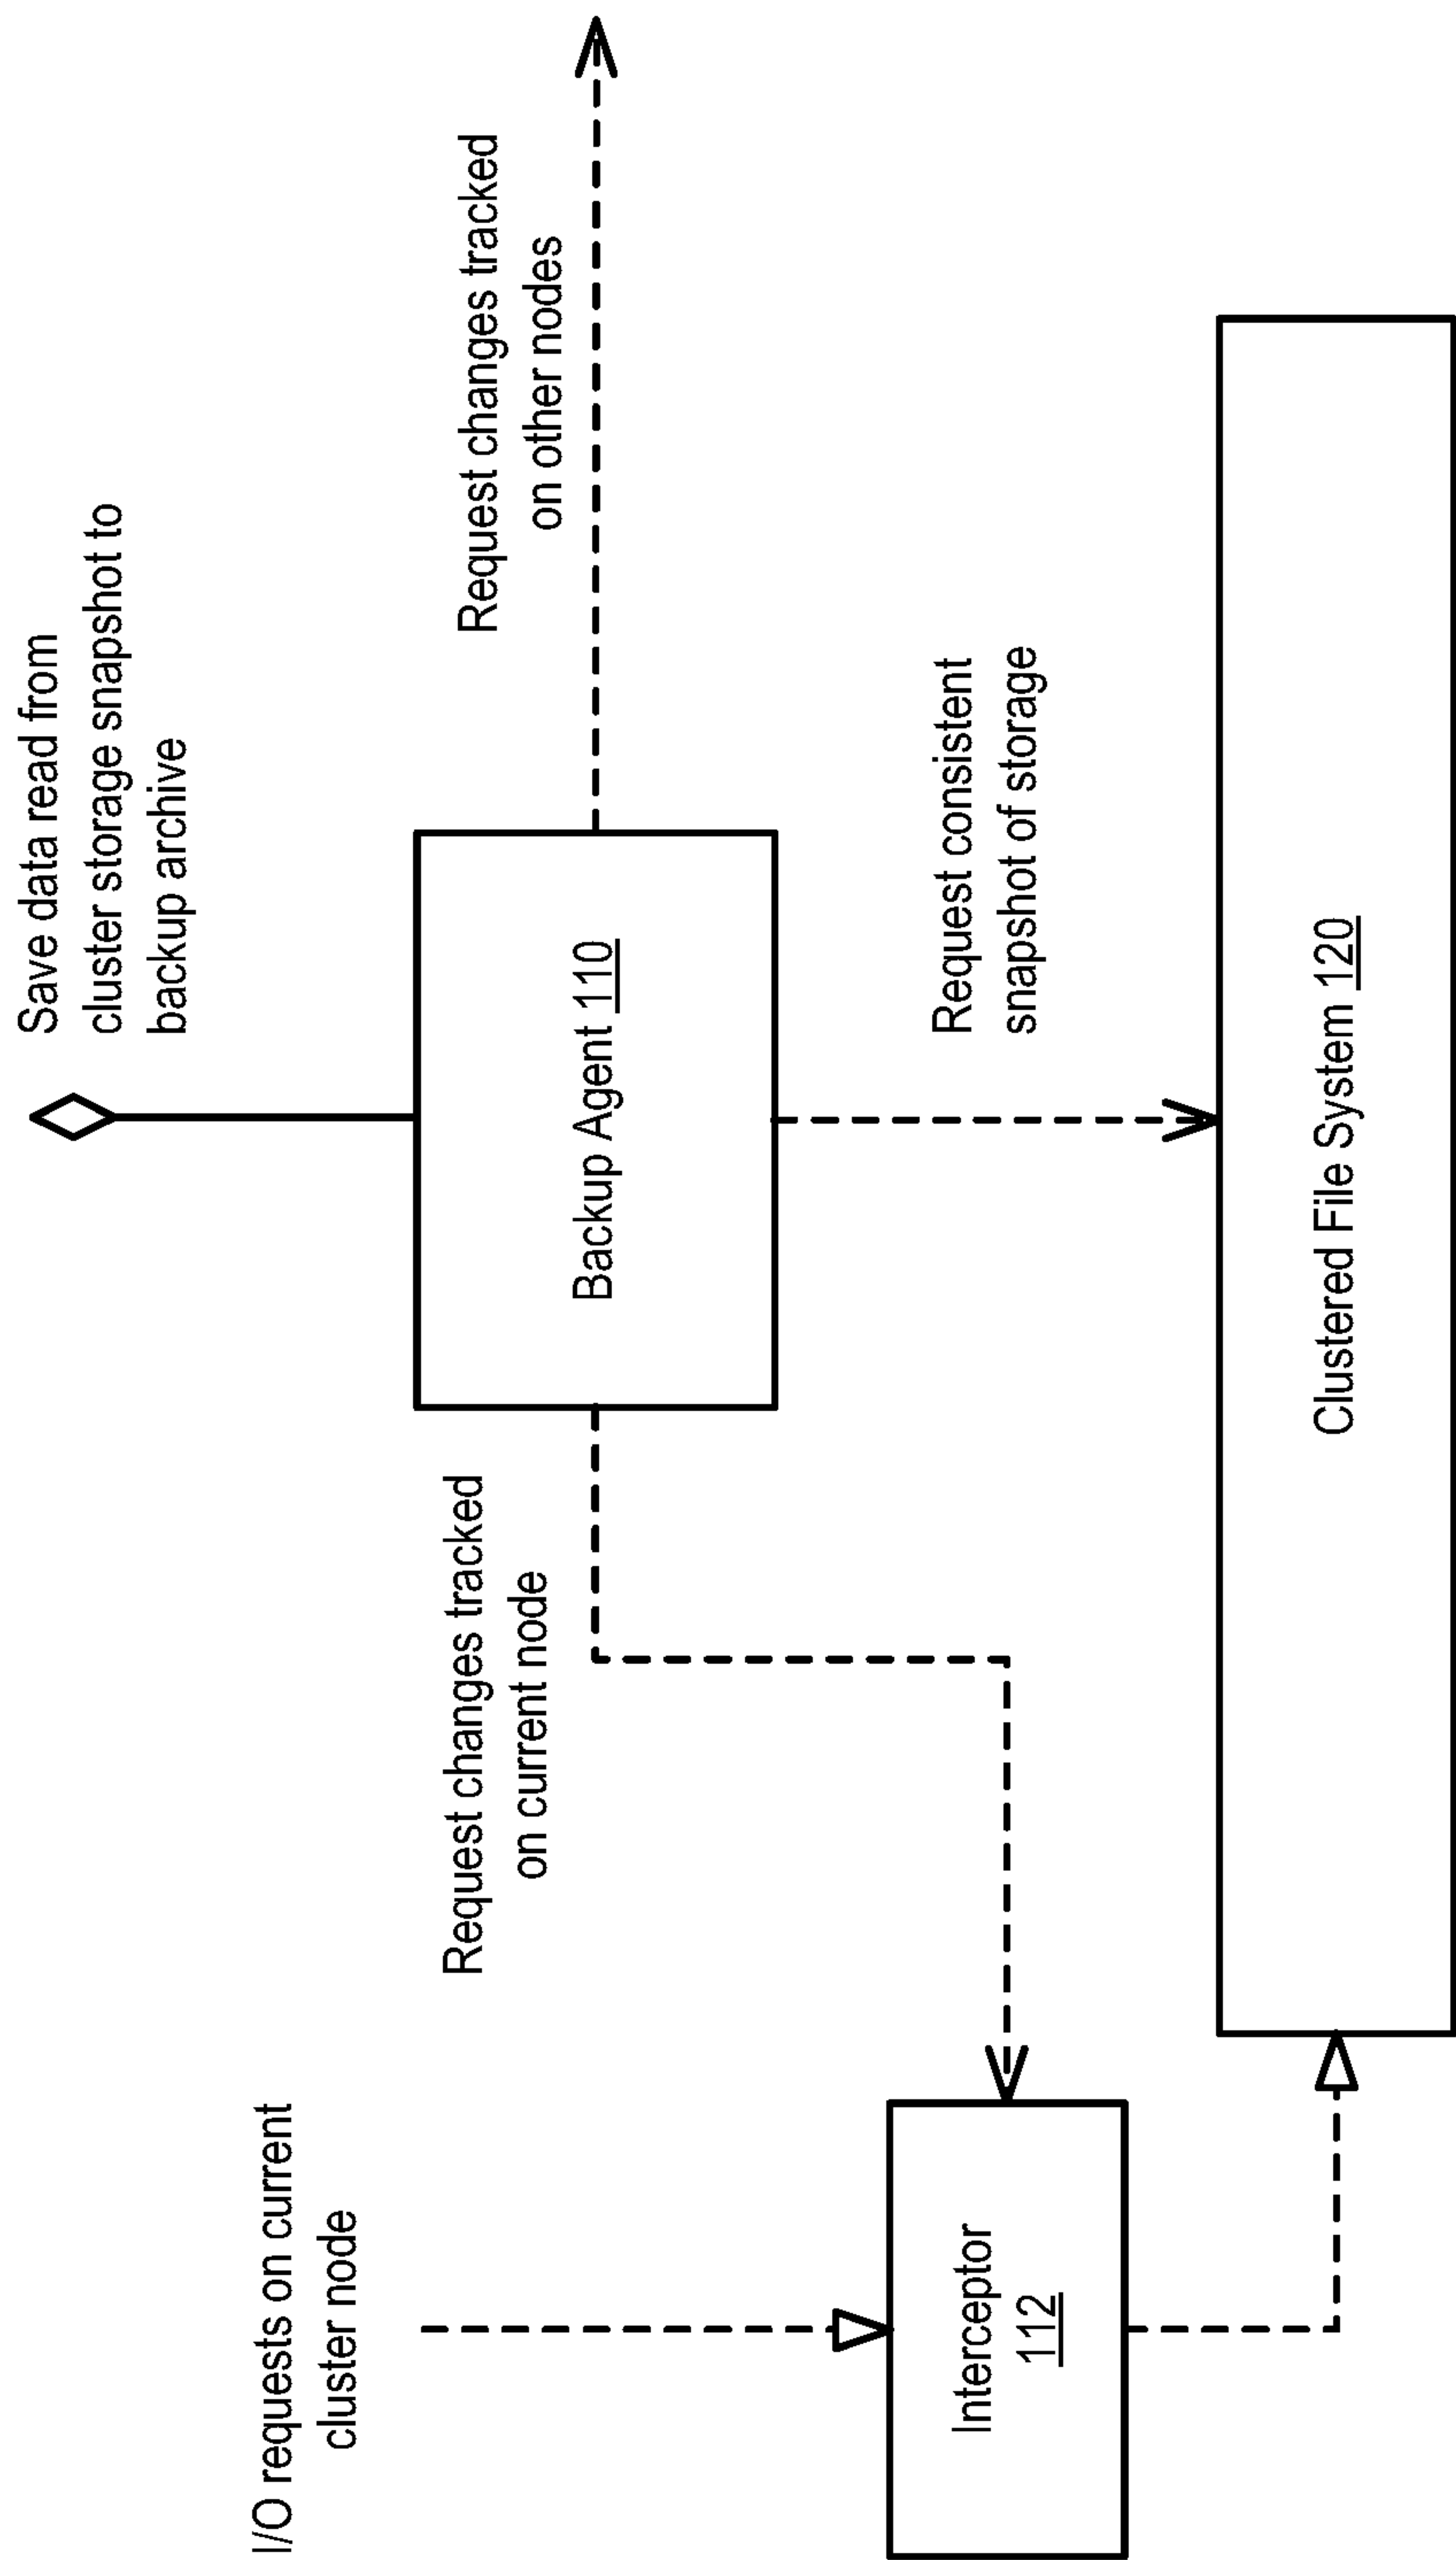 Save data read from
cluster storage snapshot to
backup archive
I/O requests on current
cluster node
Request changes tracked
on current node
Request changes tracked
on other nodes
Backup Agent 110
Request consistent
snapshot of storage
Interceptor
112
Clustered File System 120